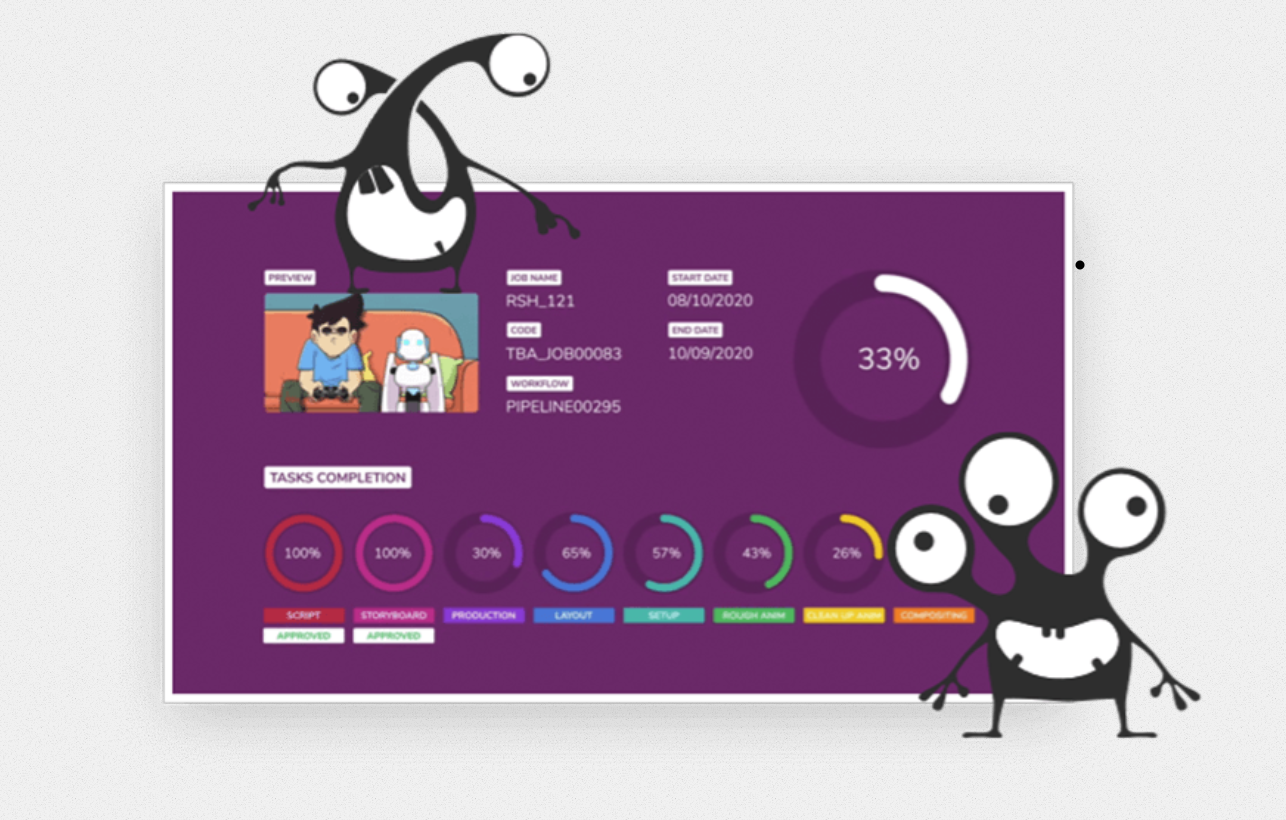 PREVIEW
JOB NAME
RSH_121
CODE
TBA_JOB00083
WORKFLOW
PIPELINE00295
START DATE
08/10/2020
END DATE
10/09/2020
33%
TASKS COMPLETION
100% 100% 30% 65% 57% 43% 26%
SCRIPT STORYBOARD PRODUCTION LAYOUT SETUP ROUGH ANIM CLEAN UP ANIM COMPOSITING
APPROVED APPROVED